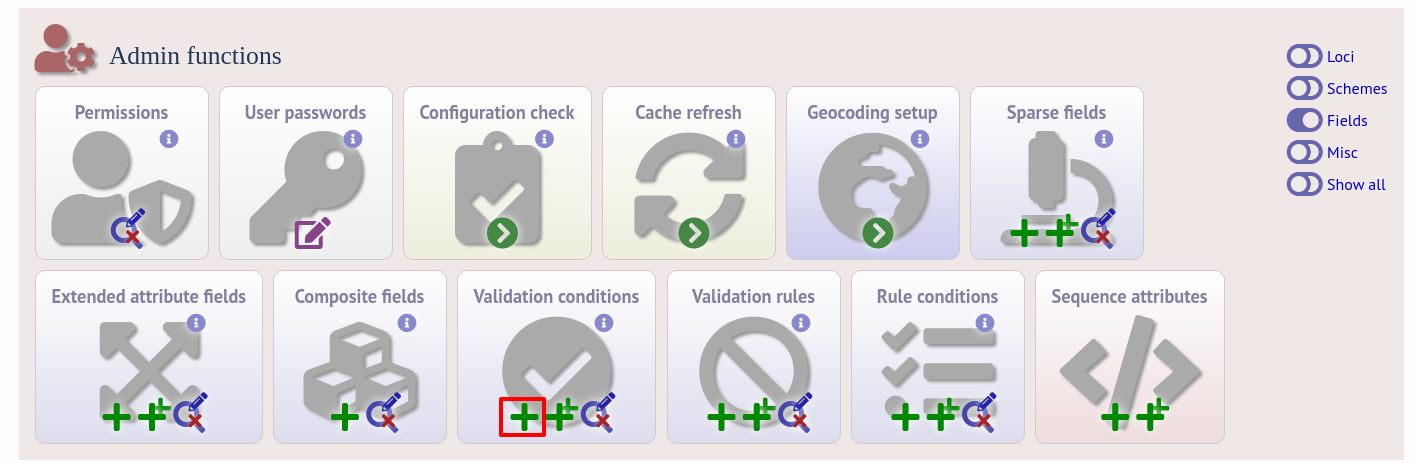 Admin functions
Loci
Schemes
Fields
Misc
Show all
Permissions
User passwords
Configuration check
Cache refresh
Geocoding setup
Sparse fields
Extended attribute fields
Composite fields
Validation conditions
Validation rules
Rule conditions
Sequence attributes